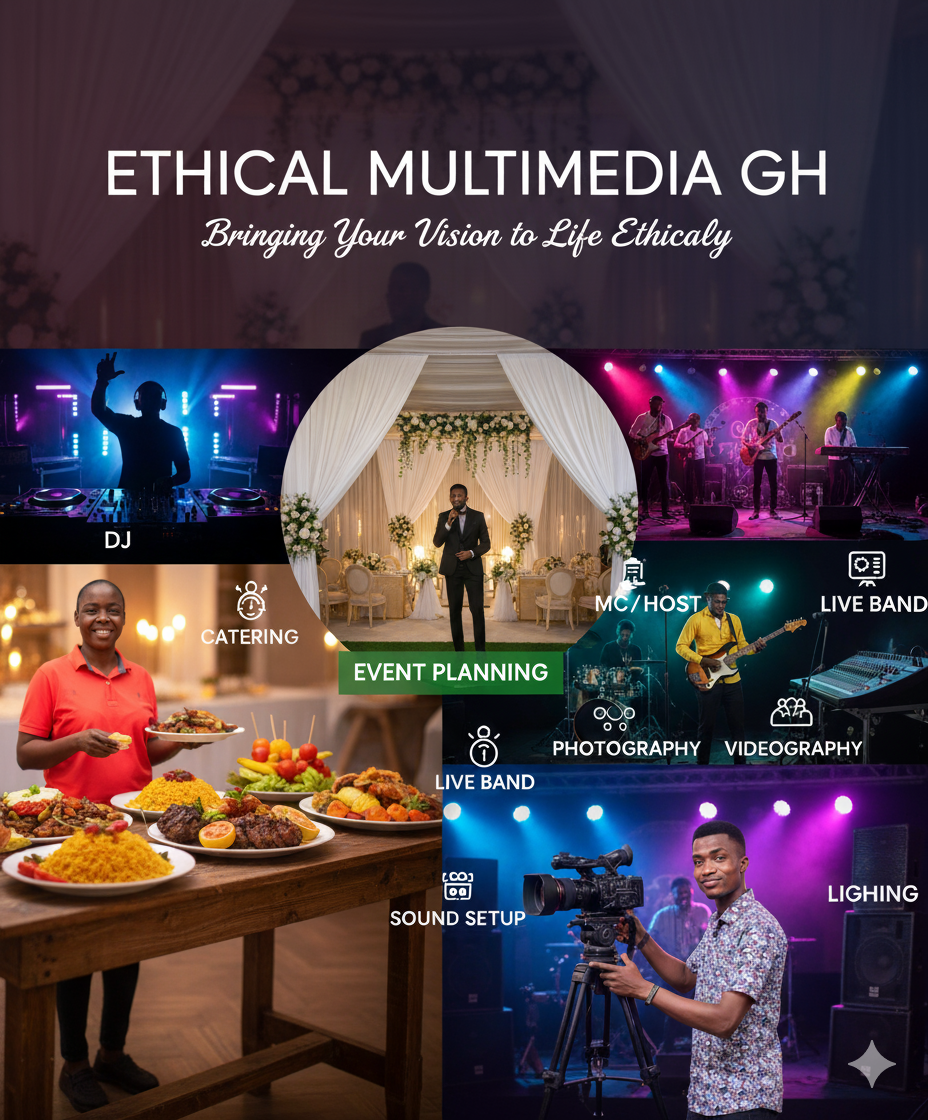 ETHICAL MULTIMEDIA GH
Bringing Your Vision to Life Ethicaly
DJ
CATERING
MC/HOST
LIVE BAND
EVENT PLANNING
PHOTOGRAPHY
VIDEOGRAPHY
LIVE BAND
LIGHING
SOUND SETUP